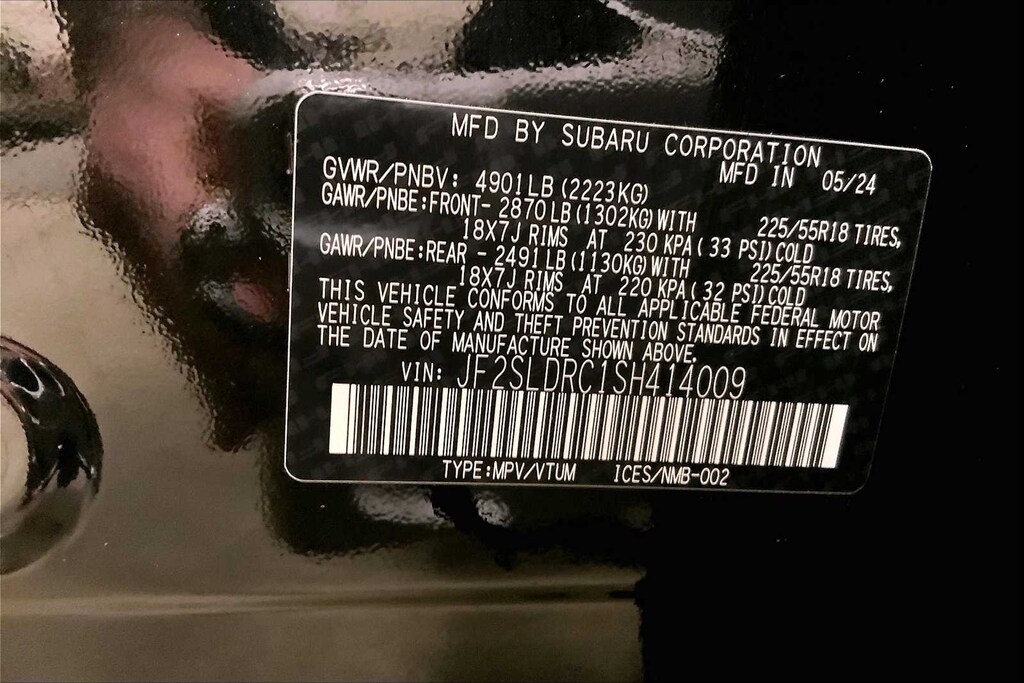 MFD BY SUBARU CORPORATION
MFD IN 05/24
GVWR/PNBV: 4901LB (2223KG)
GAWR/PNBE:FRONT- 2870LB (1302KG) WITH 225/55R18 TIRES,
18X7J RIMS AT 230 KPA (33 PSI) COLD
GAWR/PNBE:REAR - 2491LB (1130KG) WITH 225/55R18 TIRES,
18X7J RIMS AT 220 KPA (32 PSI) COLD
THIS VEHICLE CONFORMS TO ALL APPLICABLE FEDERAL MOTOR
VEHICLE SAFETY AND THEFT PREVENTION STANDARDS IN EFFECT ON
THE DATE OF MANUFACTURE SHOWN ABOVE.
VIN: JF2SLDRC1SH414009
TYPE:MPV/VTUM ICES/NMB-002